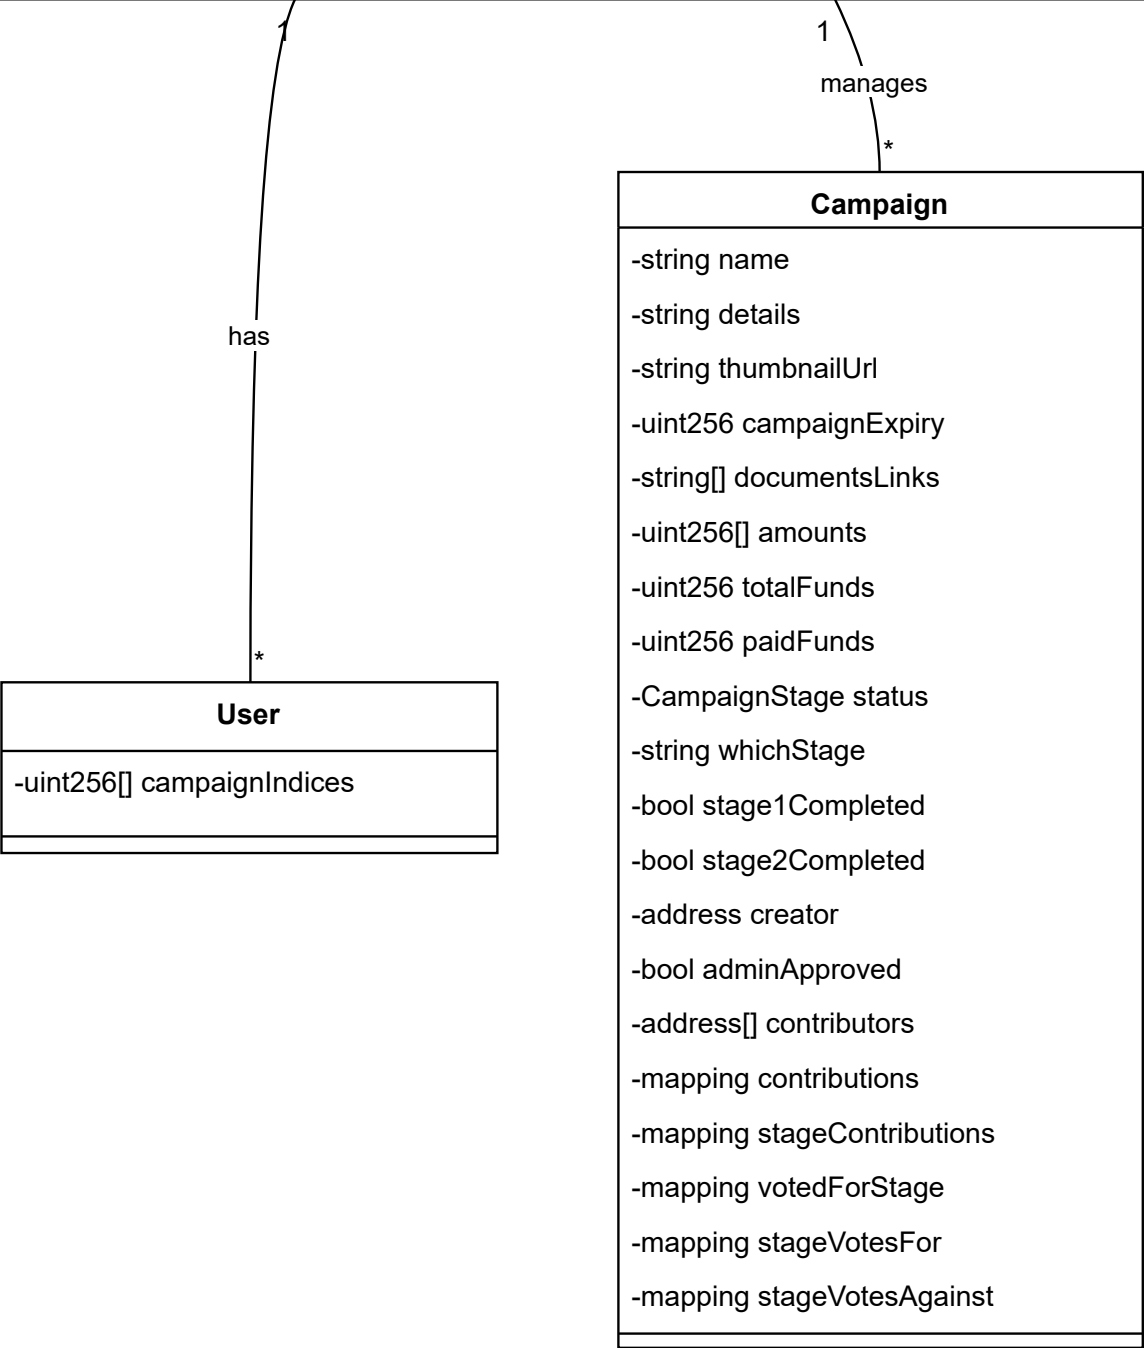 1
1
manages
*
has
*
User
-uint256[] campaignIndices
Campaign
-string name
-string details
-string thumbnailUrl
-uint256 campaignExpiry
-string[] documentsLinks
-uint256[] amounts
-uint256 totalFunds
-uint256 paidFunds
-CampaignStage status
-string whichStage
-bool stage1Completed
-bool stage2Completed
-address creator
-bool adminApproved
-address[] contributors
-mapping contributions
-mapping stageContributions
-mapping votedForStage
-mapping stageVotesFor
-mapping stageVotesAgainst